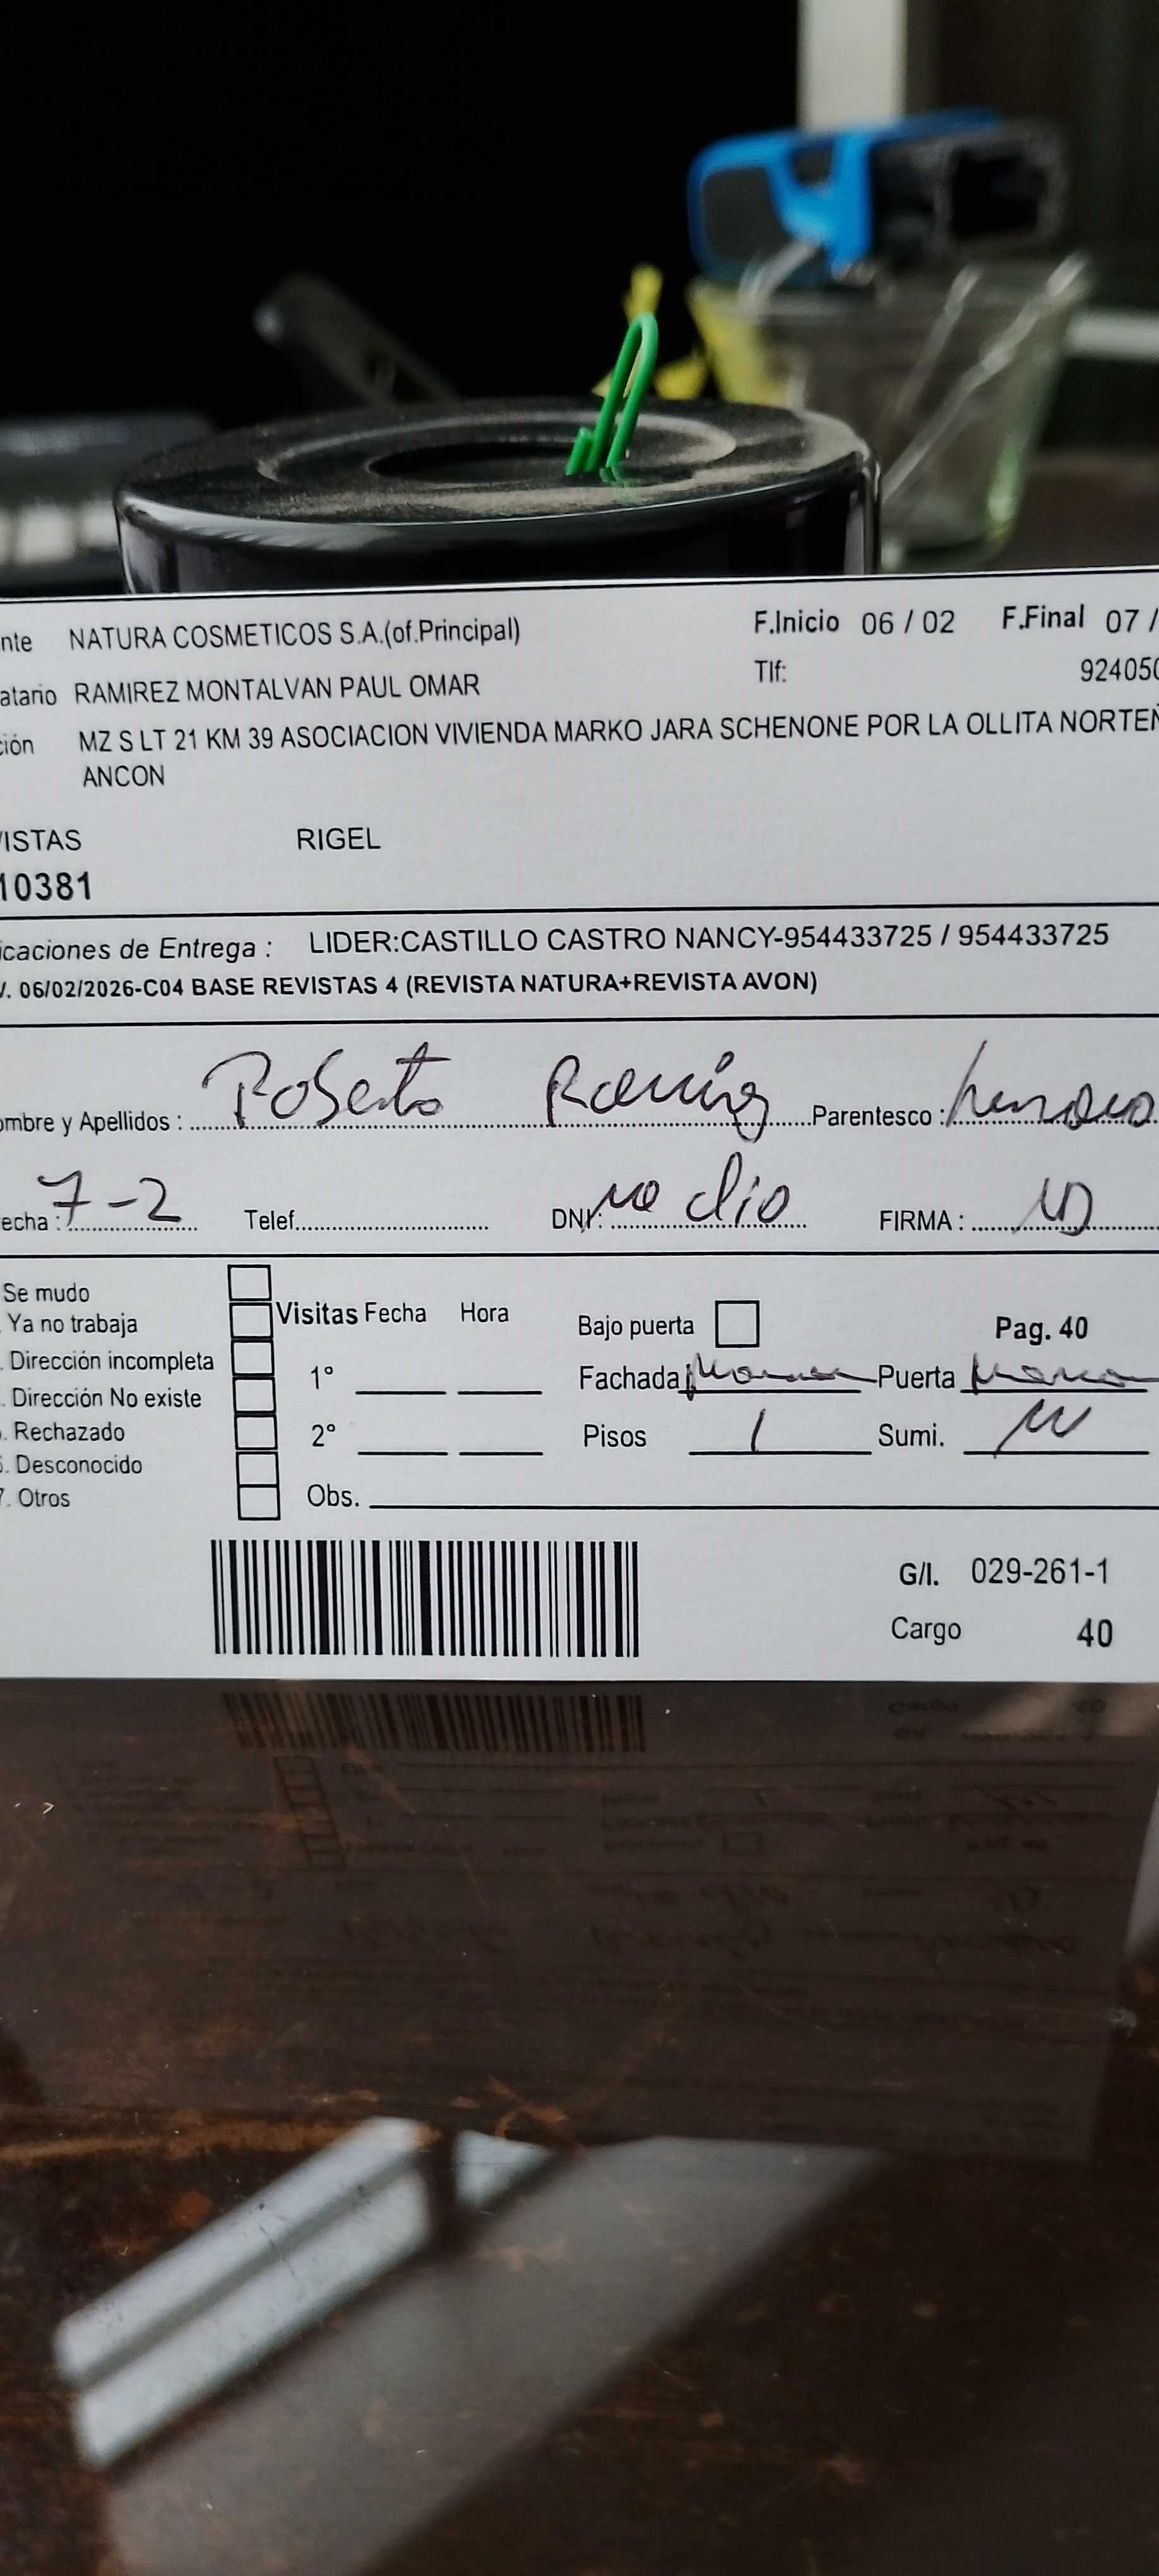 nte NATURA COSMETICOS S.A.(of.Principal) F.Inicio 06 / 02 F.Final 07 /
atario RAMIREZ MONTALVAN PAUL OMAR Tlf: 92405
ción MZ S LT 21 KM 39 ASOCIACION VIVIENDA MARKO JARA SCHENONE POR LA OLLITA NORTEÑ
ANCON
VISTAS RIGEL
10381
icaciones de Entrega : LIDER:CASTILLO CASTRO NANCY-954433725 / 954433725
V. 06/02/2026-C04 BASE REVISTAS 4 (REVISTA NATURA+REVISTA AVON)
ombre y Apellidos : Roberto Ramirez Parentesco : hermano
echa : 7-2 Telef. DNI: no dio FIRMA :
Se mudo
. Ya no trabaja Visitas Fecha Hora Bajo puerta Pag. 40
. Dirección incompleta 1° Fachada Puerta
. Dirección No existe
. Rechazado 2° Pisos 1 Sumi.
6. Desconocido
7. Otros Obs.
G/I. 029-261-1
Cargo 40